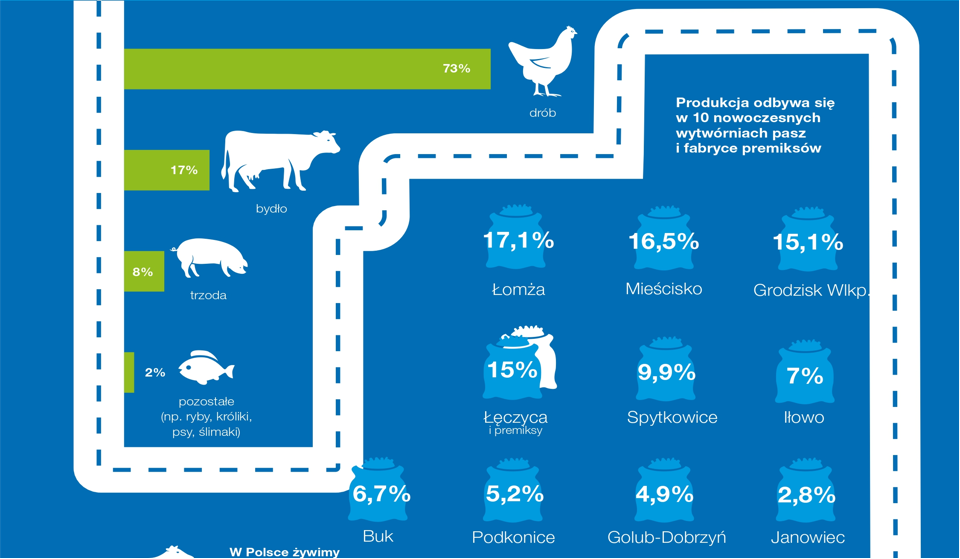 73%
drób
17%
bydło
8%
trzoda
2%
pozostałe
(np. ryby, króliki,
psy, ślimaki)
Produkcja odbywa się
w 10 nowoczesnych
wytwórniach pasz
i fabryce premiksów
17,1%
Łomża
16,5%
Mieścisko
15,1%
Grodzisk Wlkp.
15%
Łęczyca
i premiksy
9,9%
Spytkowice
7%
Iłowo
6,7%
Buk
5,2%
Podkonice
4,9%
Golub-Dobrzyń
2,8%
Janowiec
W Polsce żywimy